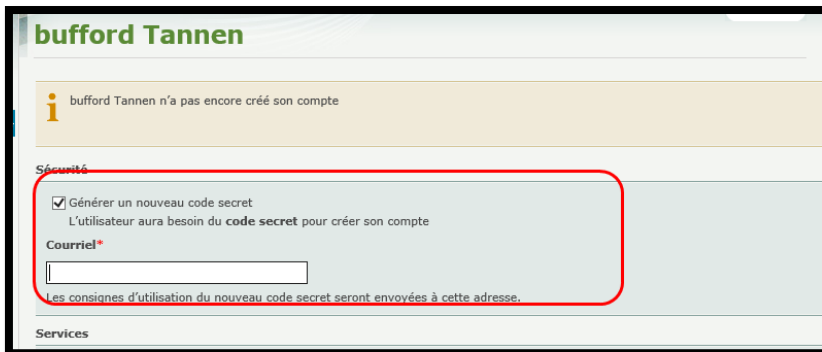 bufford Tannen
i
bufford Tannen n'a pas encore créé son compte
Sécurité
Générer un nouveau code secret
L'utilisateur aura besoin du code secret pour créer son compte
Courriel*
Les consignes d'utilisation du nouveau code secret seront envoyées à cette adresse.
Services